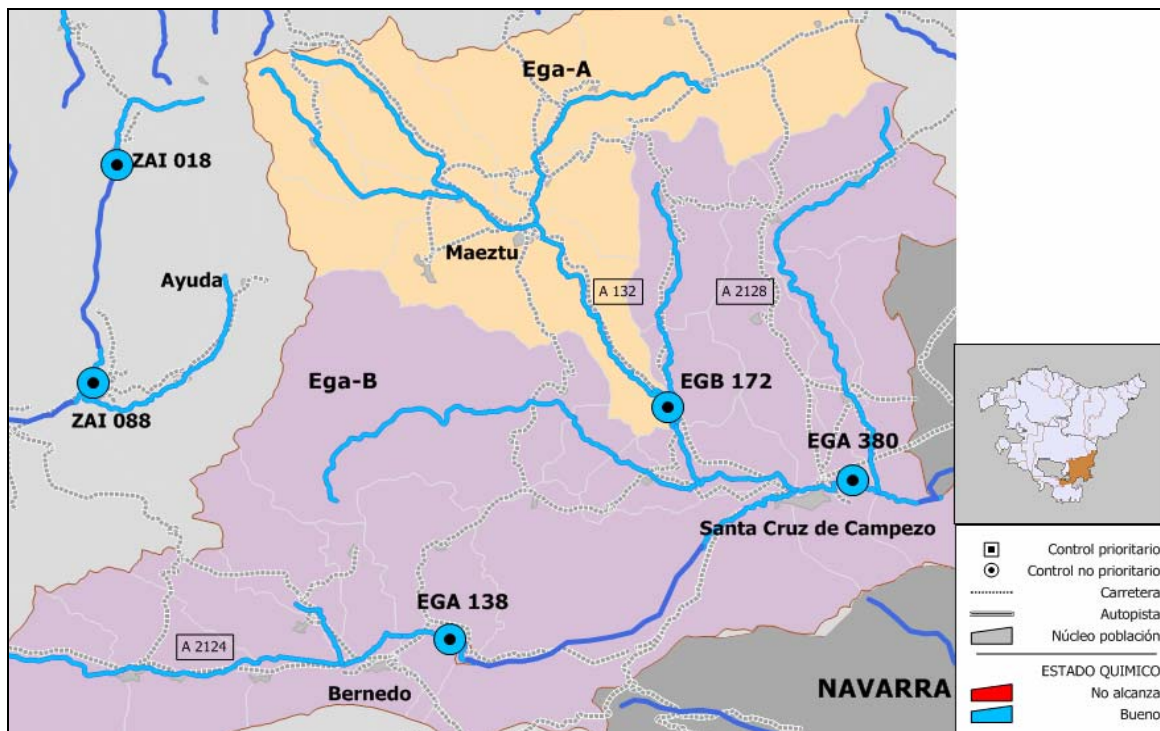 Ega-A
ZAI 018
Maeztu
Ayuda
A 132
A 2128
Ega-B
EGB 172
ZAI 088
EGA 380
Santa Cruz de Campezo
EGA 138
A 2124
Bernedo
NAVARRA
Control prioritario
Control no prioritario
Carretera
Autopista
Núcleo población
ESTADO QUIMICO
No alcanza
Bueno